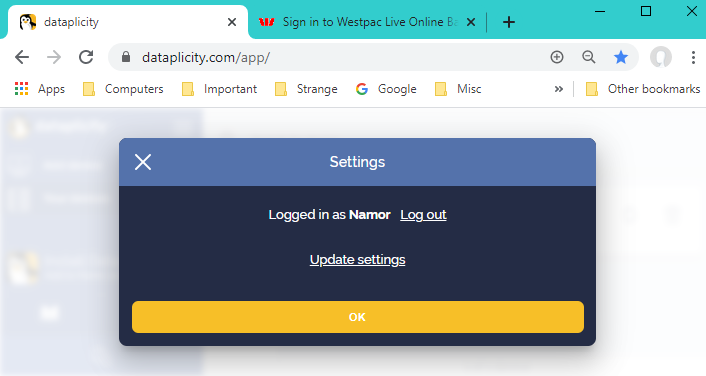 dataplicity
Sign in to Westpac Live Online Ba
dataplicity.com/app/
Apps
Computers
Important
Strange
Google
Misc
»
Other bookmarks
Settings
Logged in as Namor Log out
Update settings
OK